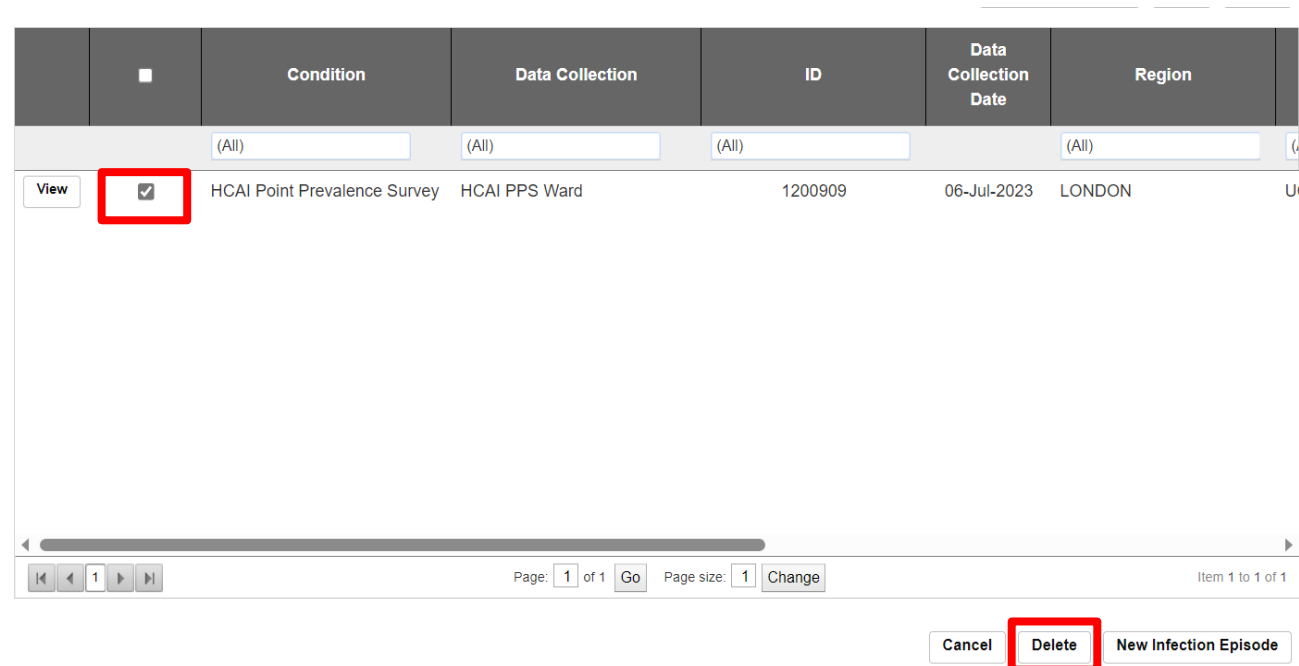 Condition Data Collection ID Data Collection Date Region
(All) (All) (All) (All)
View HCAI Point Prevalence Survey HCAI PPS Ward 1200909 06-Jul-2023 LONDON
1 Page: 1 of 1 Go Page size: 1 Change Item 1 to 1 of 1
Cancel Delete New Infection Episode